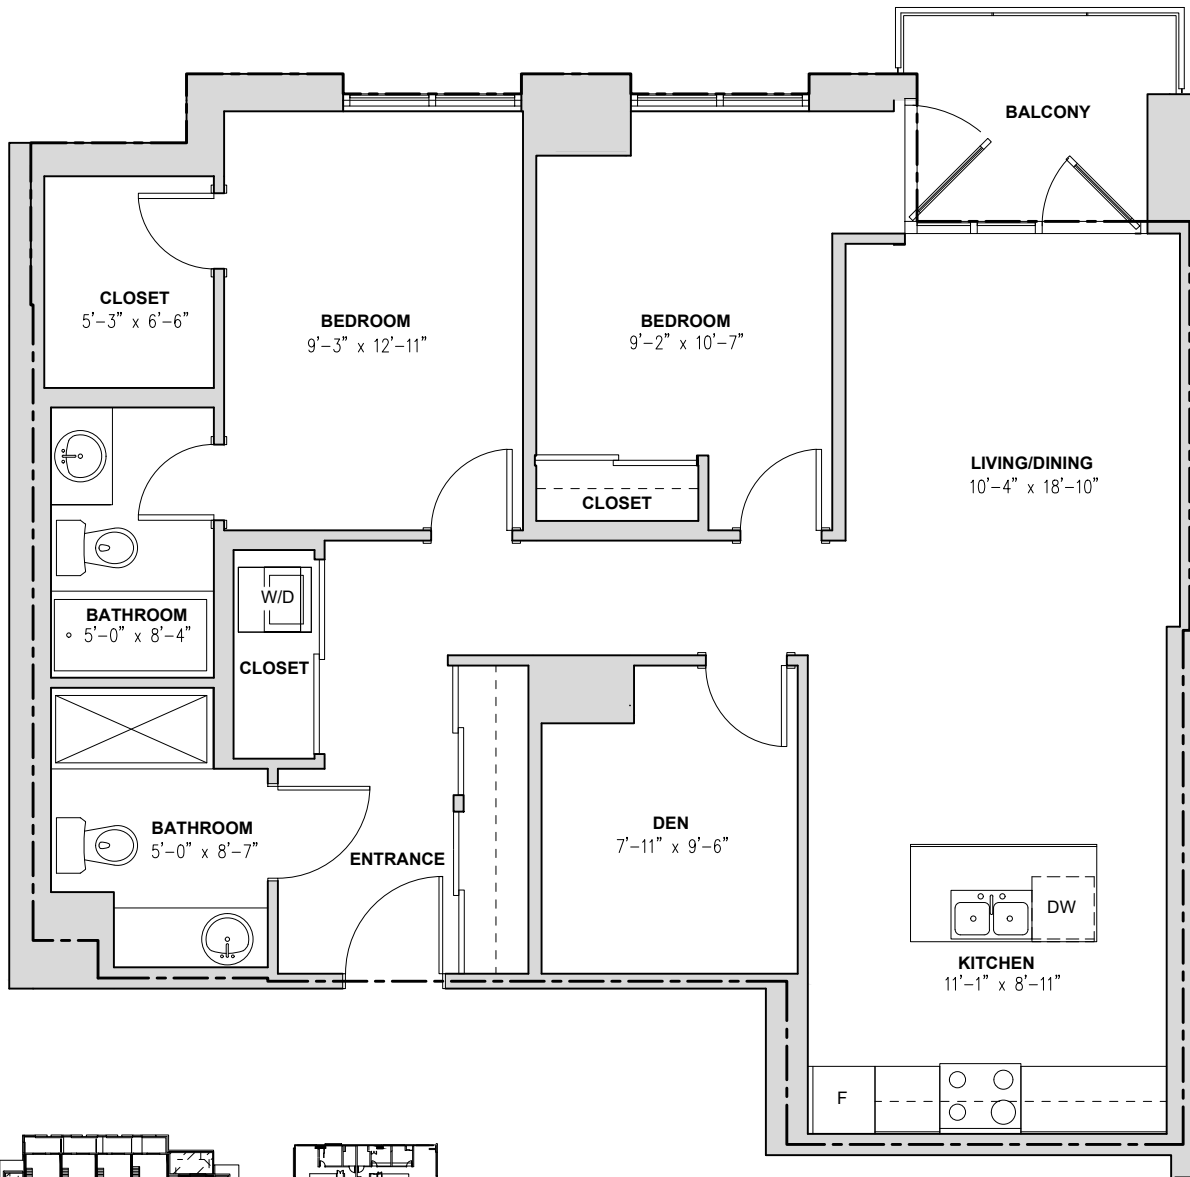 BALCONY
CLOSET
5'-3" x 6'-6"
BEDROOM
9'-3" x 12'-11"
BEDROOM
9'-2" x 10'-7"
LIVING/DINING
10'-4" x 18'-10"
CLOSET
W/D
BATHROOM
5'-0" x 8'-4"
CLOSET
BATHROOM
5'-0" x 8'-7"
ENTRANCE
DEN
7'-11" x 9'-6"
DW
KITCHEN
11'-1" x 8'-11"
F